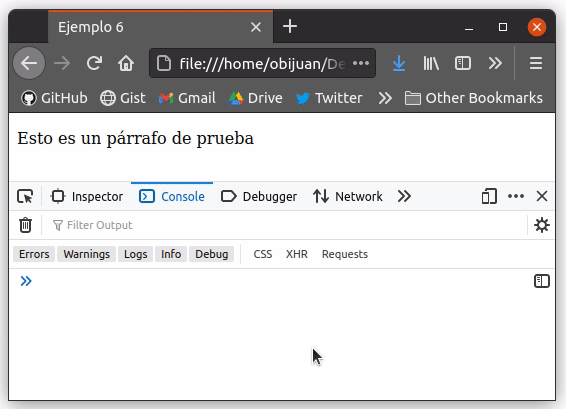 Ejemplo 6
file:///home/obijuan/De
GitHub Gist Gmail Drive Twitter Other Bookmarks
Esto es un párrafo de prueba
Inspector Console Debugger Network
Filter Output
Errors Warnings Logs Info Debug CSS XHR Requests